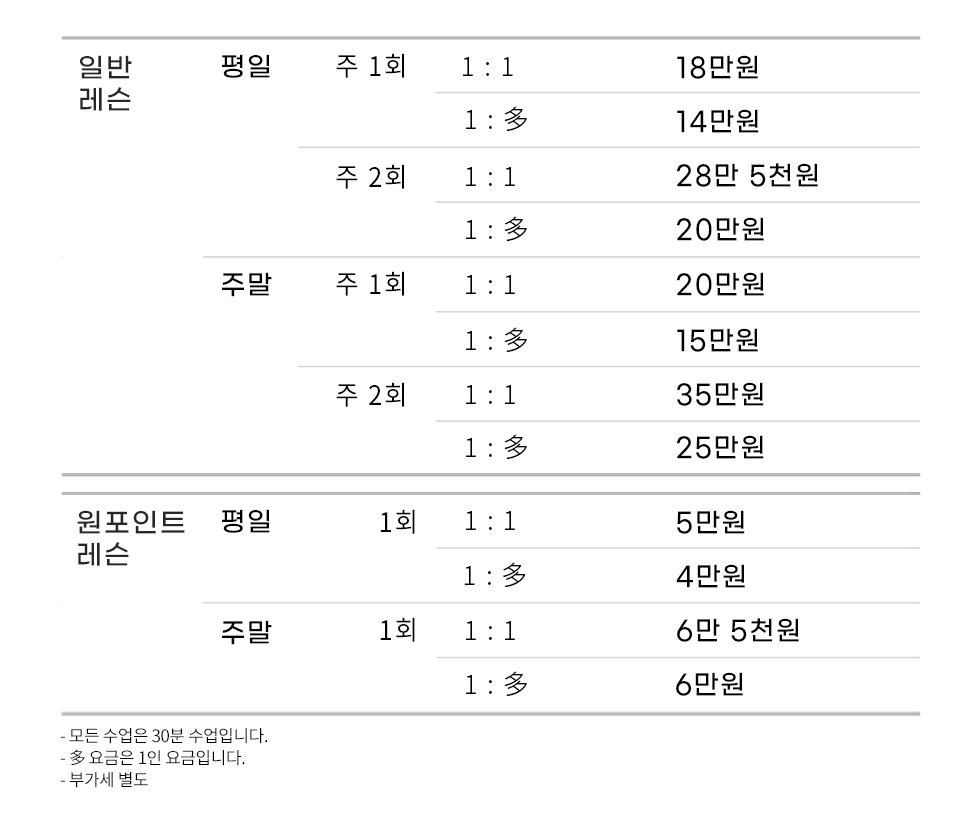 일반 레슨 평일 주 1회 1 : 1 18만원
1 : 多 14만원
주 2회 1 : 1 28만 5천원
1 : 多 20만원
주말 주 1회 1 : 1 20만원
1 : 多 15만원
주 2회 1 : 1 35만원
1 : 多 25만원
원포인트 레슨 평일 1회 1 : 1 5만원
1 : 多 4만원
주말 1회 1 : 1 6만 5천원
1 : 多 6만원
- 모든 수업은 30분 수업입니다.
- 多 요금은 1인 요금입니다.
- 부가세 별도